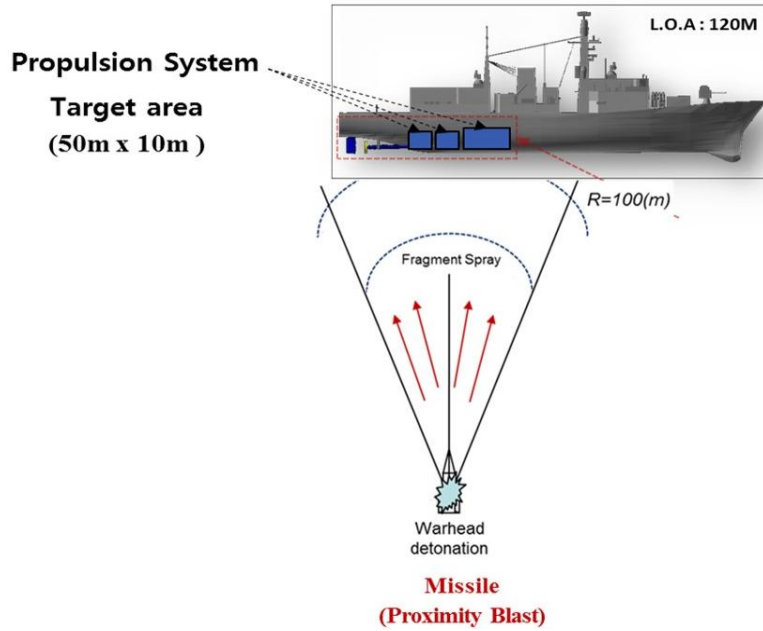 L.O.A : 120M
Propulsion System
Target area
(50m x 10m )
R=100(m)
Fragment Spray
Warhead
detonation
Missile
(Proximity Blast)